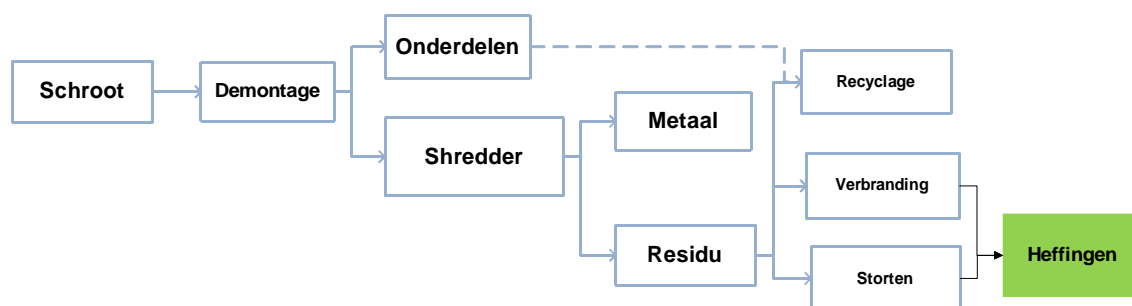 Schroot
Demontage
Onderdelen
Shredder
Metaal
Residu
Recyclage
Verbranding
Storten
Heffingen